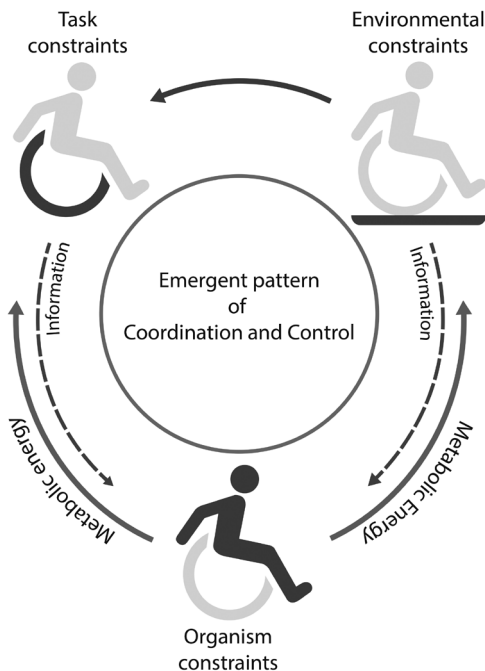 Task
constraints
Environmental
constraints
Information
Information
Emergent pattern
of
Coordination and Control
Metabolic energy
Metabolic Energy
Organism
constraints